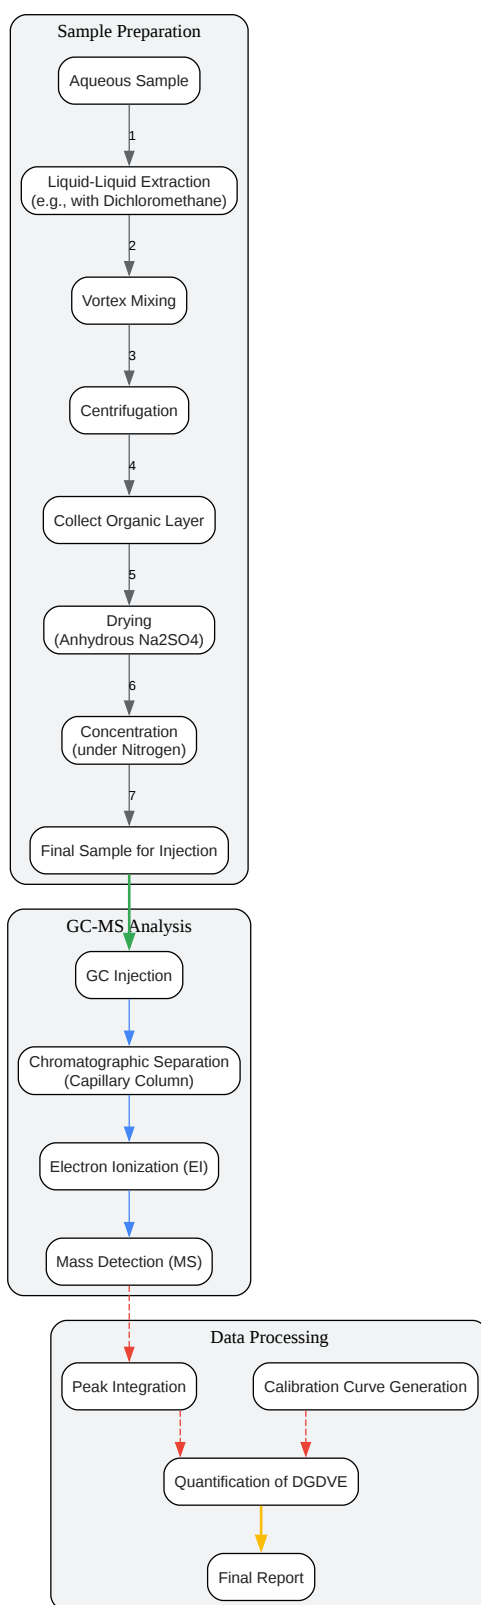 Sample Preparation
Aqueous Sample
1
Liquid-Liquid Extraction
(e.g., with Dichloromethane)
2
Vortex Mixing
3
Centrifugation
4
Collect Organic Layer
5
Drying
(Anhydrous Na2SO4)
6
Concentration
(under Nitrogen)
7
Final Sample for Injection
GC-MS Analysis
GC Injection
Chromatographic Separation
(Capillary Column)
Electron Ionization (EI)
Mass Detection (MS)
Data Processing
Peak Integration
Calibration Curve Generation
Quantification of DGDVE
Final Report